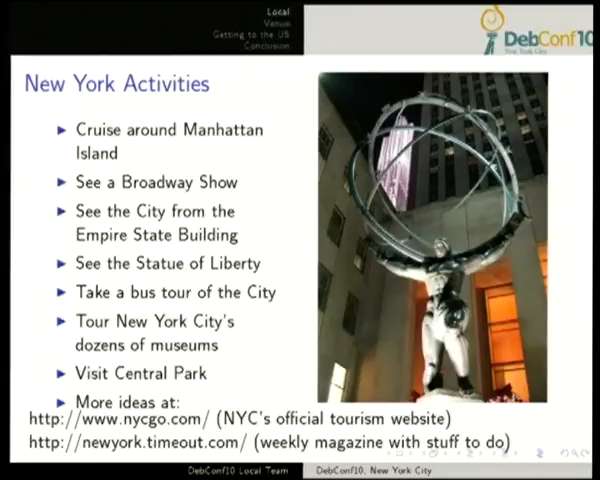 Local
Venue
Getting to the US
Conclusion
DebConf10
New York City
New York Activities
Cruise around Manhattan
Island
See a Broadway Show
See the City from the
Empire State Building
See the Statue of Liberty
Take a bus tour of the City
Tour New York City's
dozens of museums
Visit Central Park
More ideas at:
http://www.nycgo.com/ (NYC's official tourism website)
http://newyork.timeout.com/ (weekly magazine with stuff to do)
DebConf10 Local Team
DebConf10, New York City